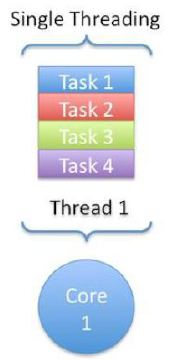 Single Threading
Task 1
Task 2
Task 3
Task 4
Thread 1
Core
1